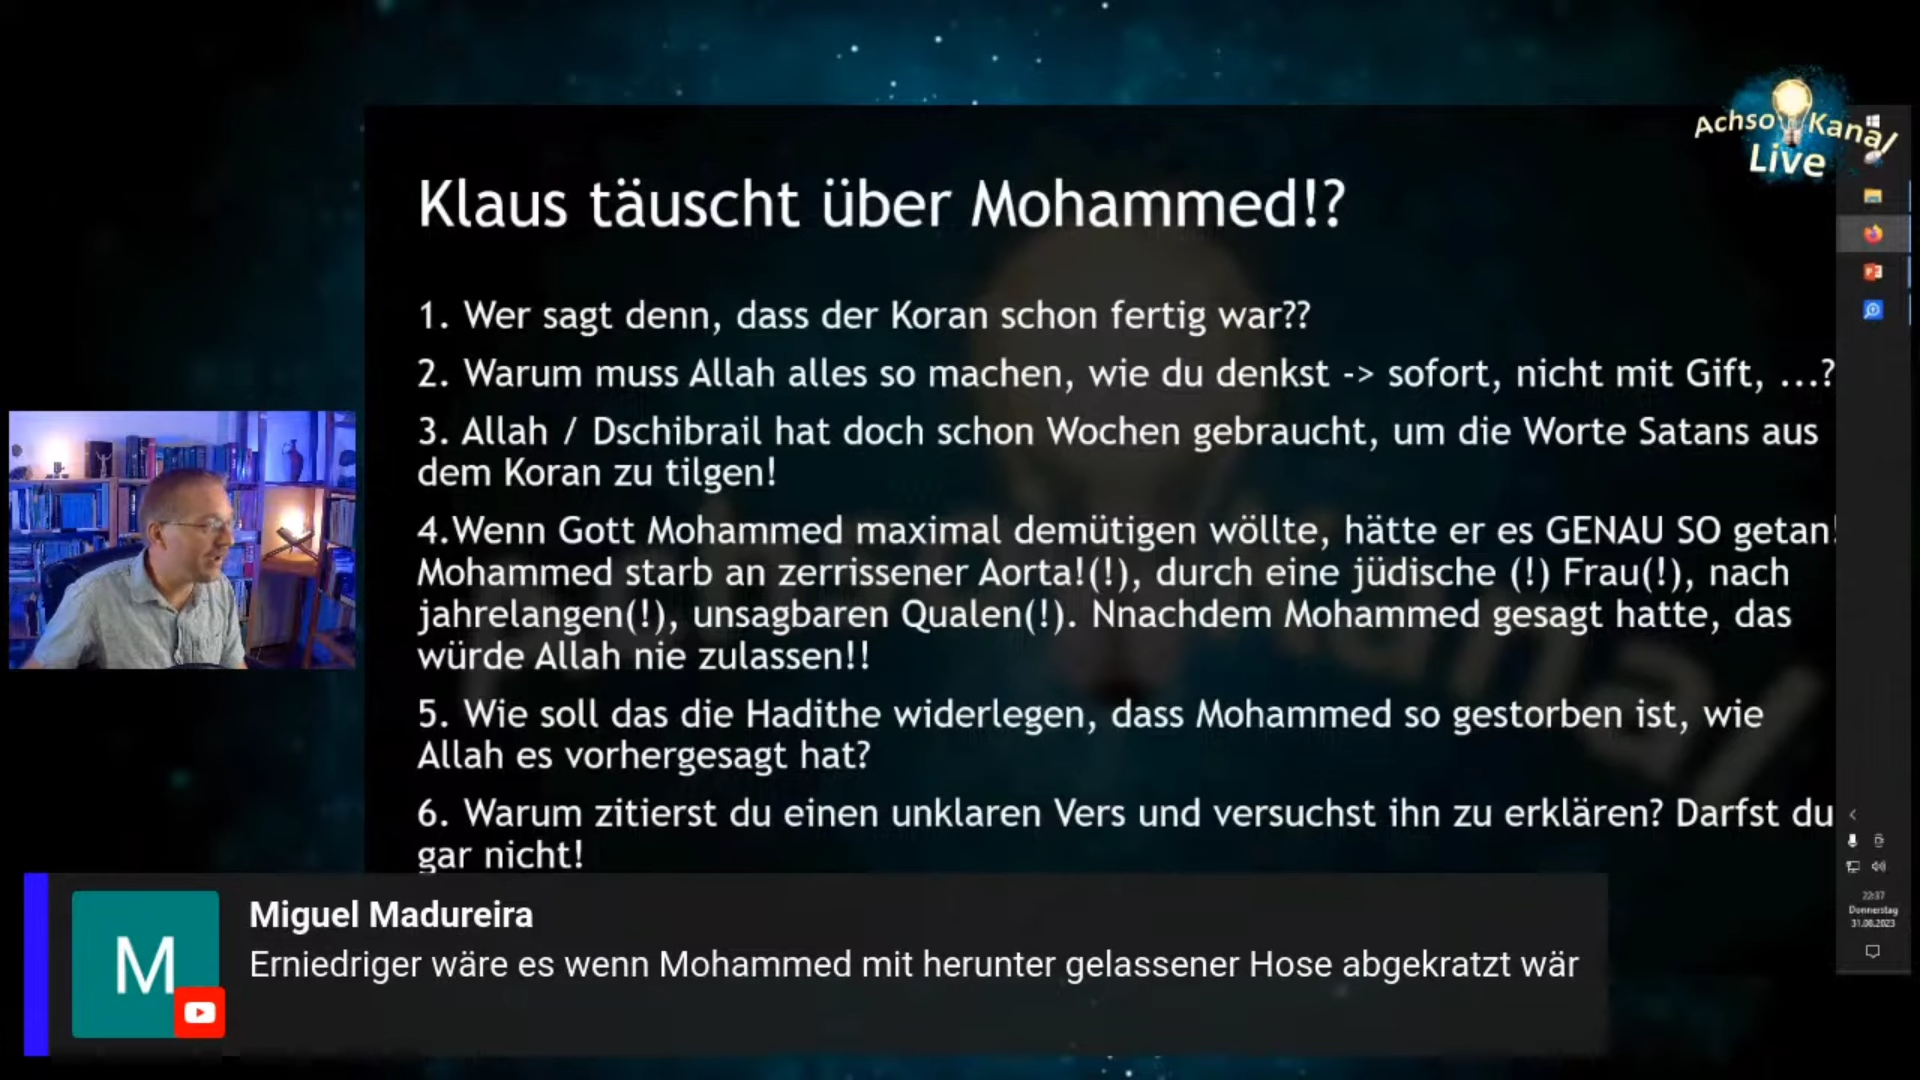 Achso Kanal
Live
Klaus täuscht über Mohammed!?
1. Wer sagt denn, dass der Koran schon fertig war??
2. Warum muss Allah alles so machen, wie du denkst -> sofort, nicht mit Gift, ...?
3. Allah / Dschibrail hat doch schon Wochen gebraucht, um die Worte Satans aus
dem Koran zu tilgen!
4.Wenn Gott Mohammed maximal demütigen wöllte, hätte er es GENAU SO getan!
Mohammed starb an zerrissener Aorta!(!), durch eine jüdische (!) Frau(!), nach
jahrelangen(!), unsagbaren Qualen(!). Nnachdem Mohammed gesagt hatte, das
würde Allah nie zulassen!!
5. Wie soll das die Hadithe widerlegen, dass Mohammed so gestorben ist, wie
Allah es vorhergesagt hat?
6. Warum zitierst du einen unklaren Vers und versuchst ihn zu erklären? Darfst du
gar nicht!
22:37
Donnerstag
31.08.2023
M
Miguel Madureira
Erniedriger wäre es wenn Mohammed mit herunter gelassener Hose abgekratzt wär